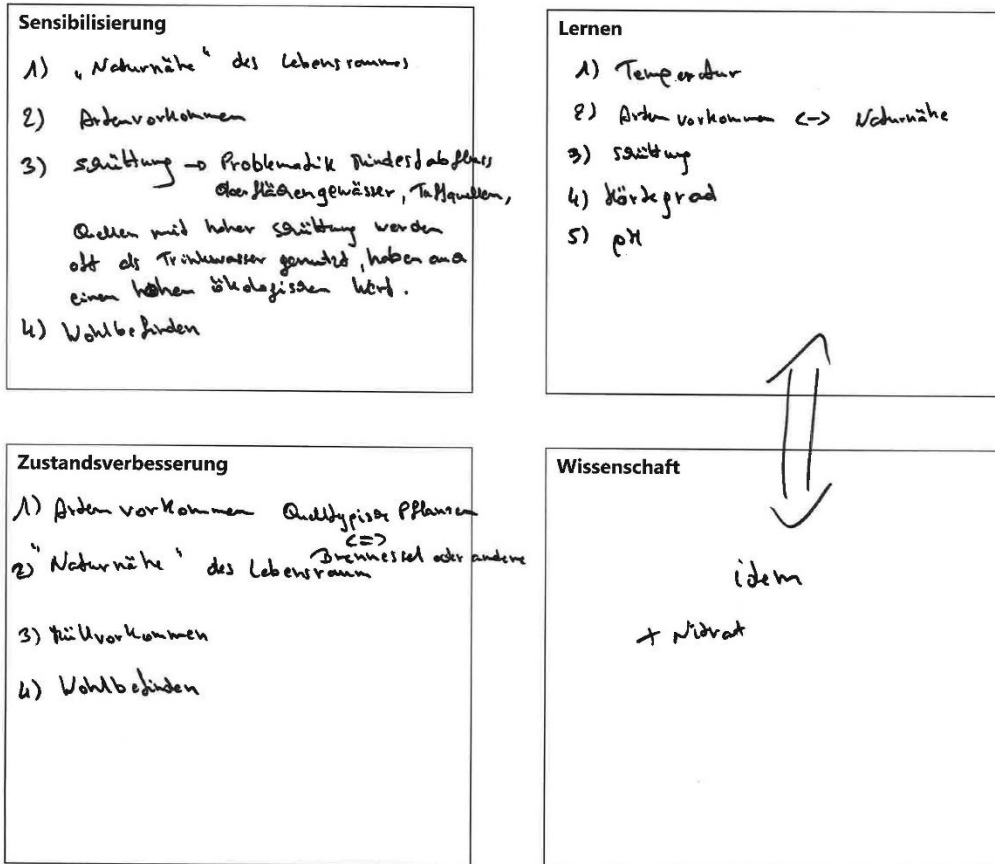 Sensibilisierung
1) "Naturnähe" des Lebensraumes
2) Artenvorkommen
3) Schüttung → Problematik Mindestabfluss
Oberflächengewässer, Tuffquellen,
Quellen mit hoher Schüttung werden
oft als Trinkwasser genutzt, haben auch
einen hohen ökologischen Wert.
4) Wohlbefinden
Lernen
1) Temperatur
2) Artenvorkommen <-> Naturnähe
3) Schüttung
4) Härtegrad
5) pH
Zustandsverbesserung
1) Artenvorkommen Quelltypische Pflanzen
<=>
Brennessel oder andere
2) "Naturnähe" des Lebensraum
3) Müllvorkommen
4) Wohlbefinden
Wissenschaft
idem
+ Nitrat